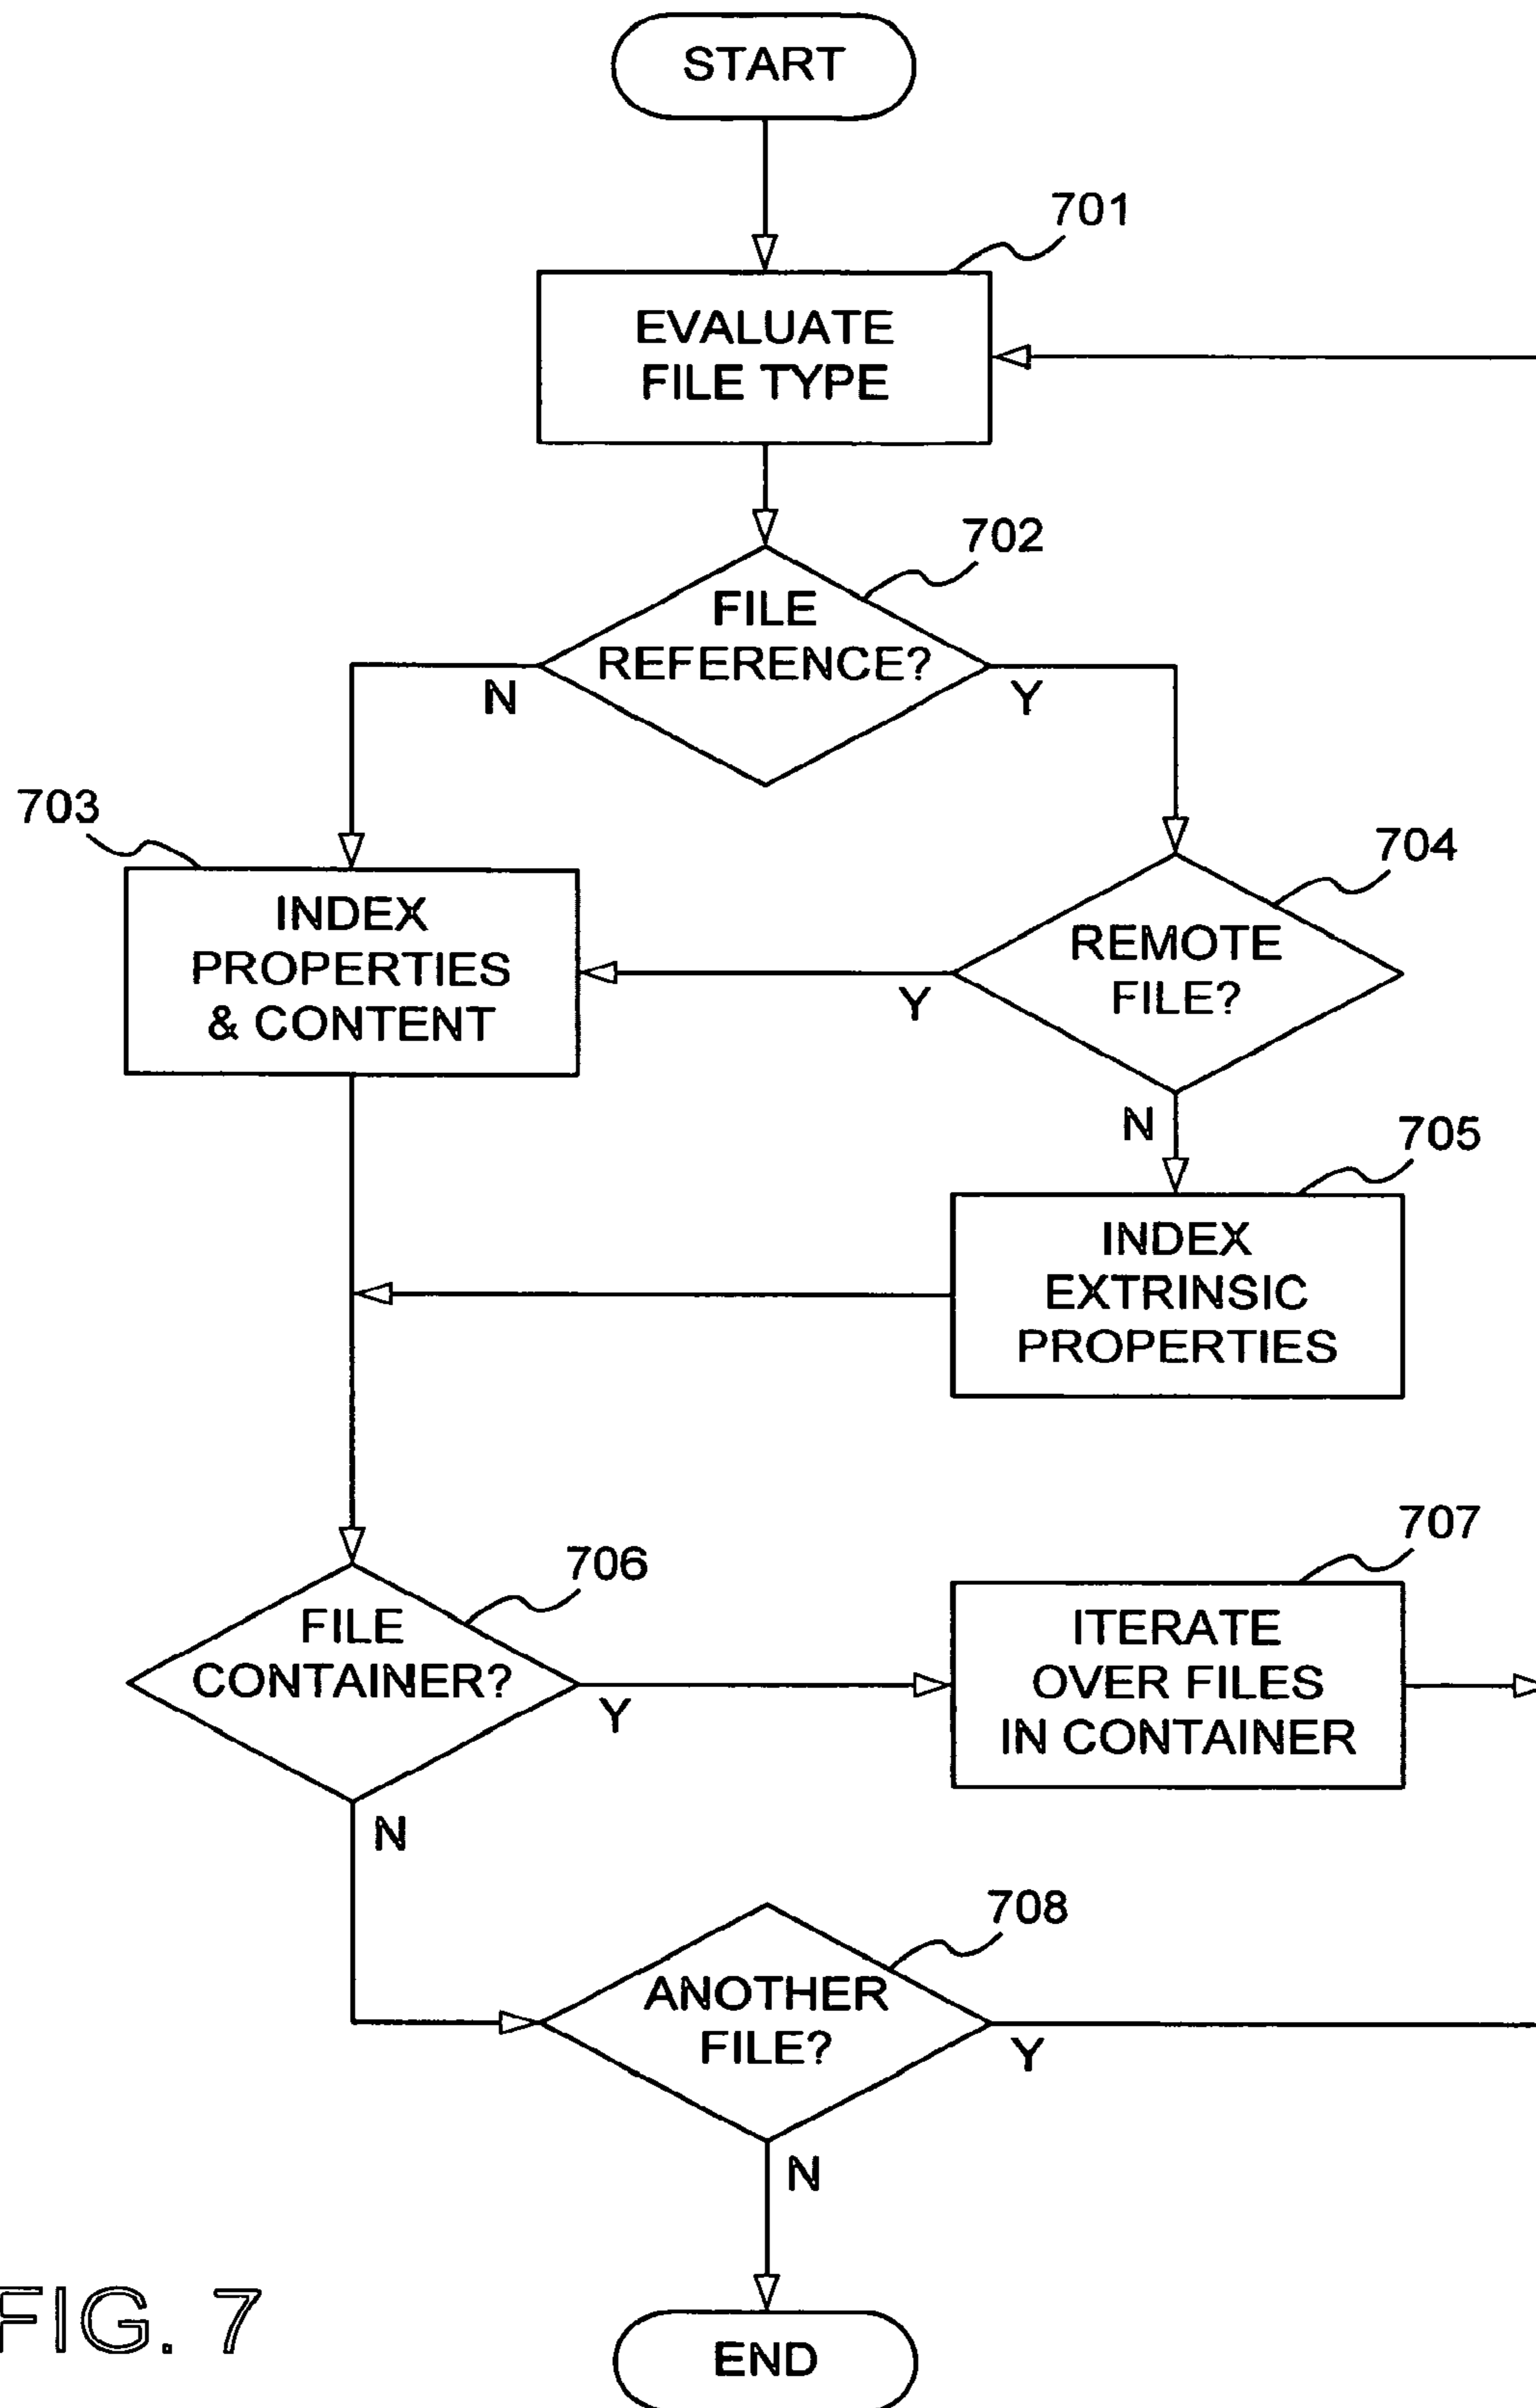 START
701
EVALUATE
FILE TYPE
702
FILE
REFERENCE?
N
Y
703
704
INDEX
PROPERTIES
& CONTENT
REMOTE
FILE?
Y
N
705
INDEX
EXTRINSIC
PROPERTIES
706
707
FILE
CONTAINER?
Y
ITERATE
OVER FILES
IN CONTAINER
N
708
ANOTHER
FILE?
Y
N
END
FIG. 7